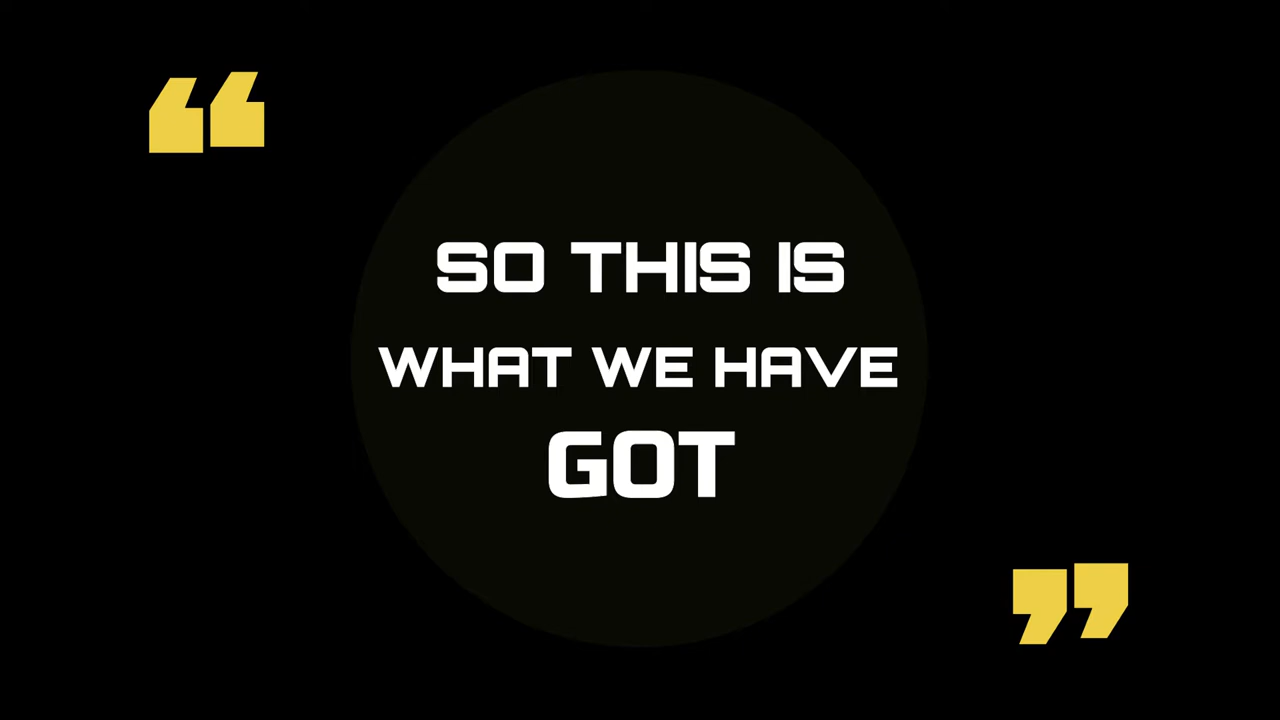 “
SO THIS IS
WHAT WE HAVE
GOT
”